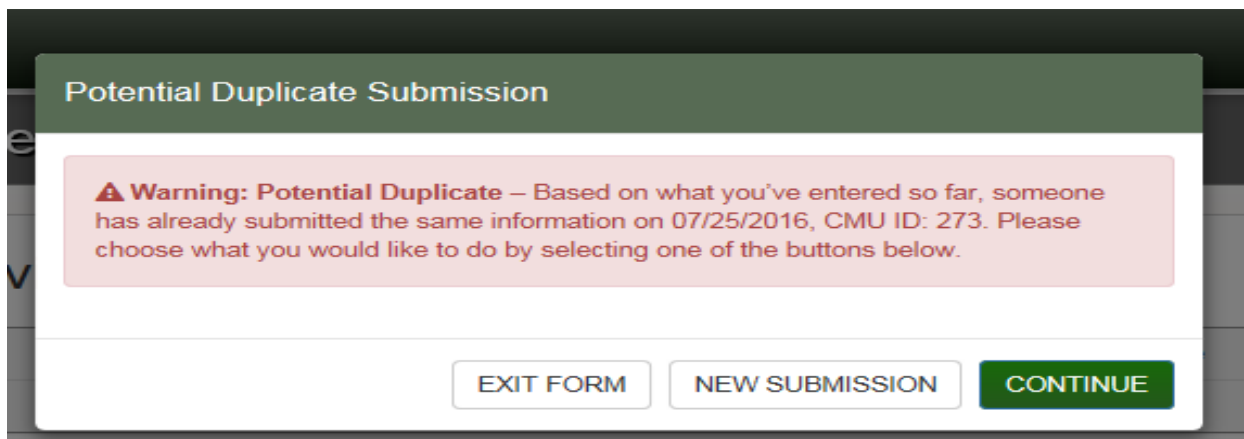 Potential Duplicate Submission
Warning: Potential Duplicate – Based on what you've entered so far, someone
has already submitted the same information on 07/25/2016, CMU ID: 273. Please
choose what you would like to do by selecting one of the buttons below.
EXIT FORM NEW SUBMISSION CONTINUE